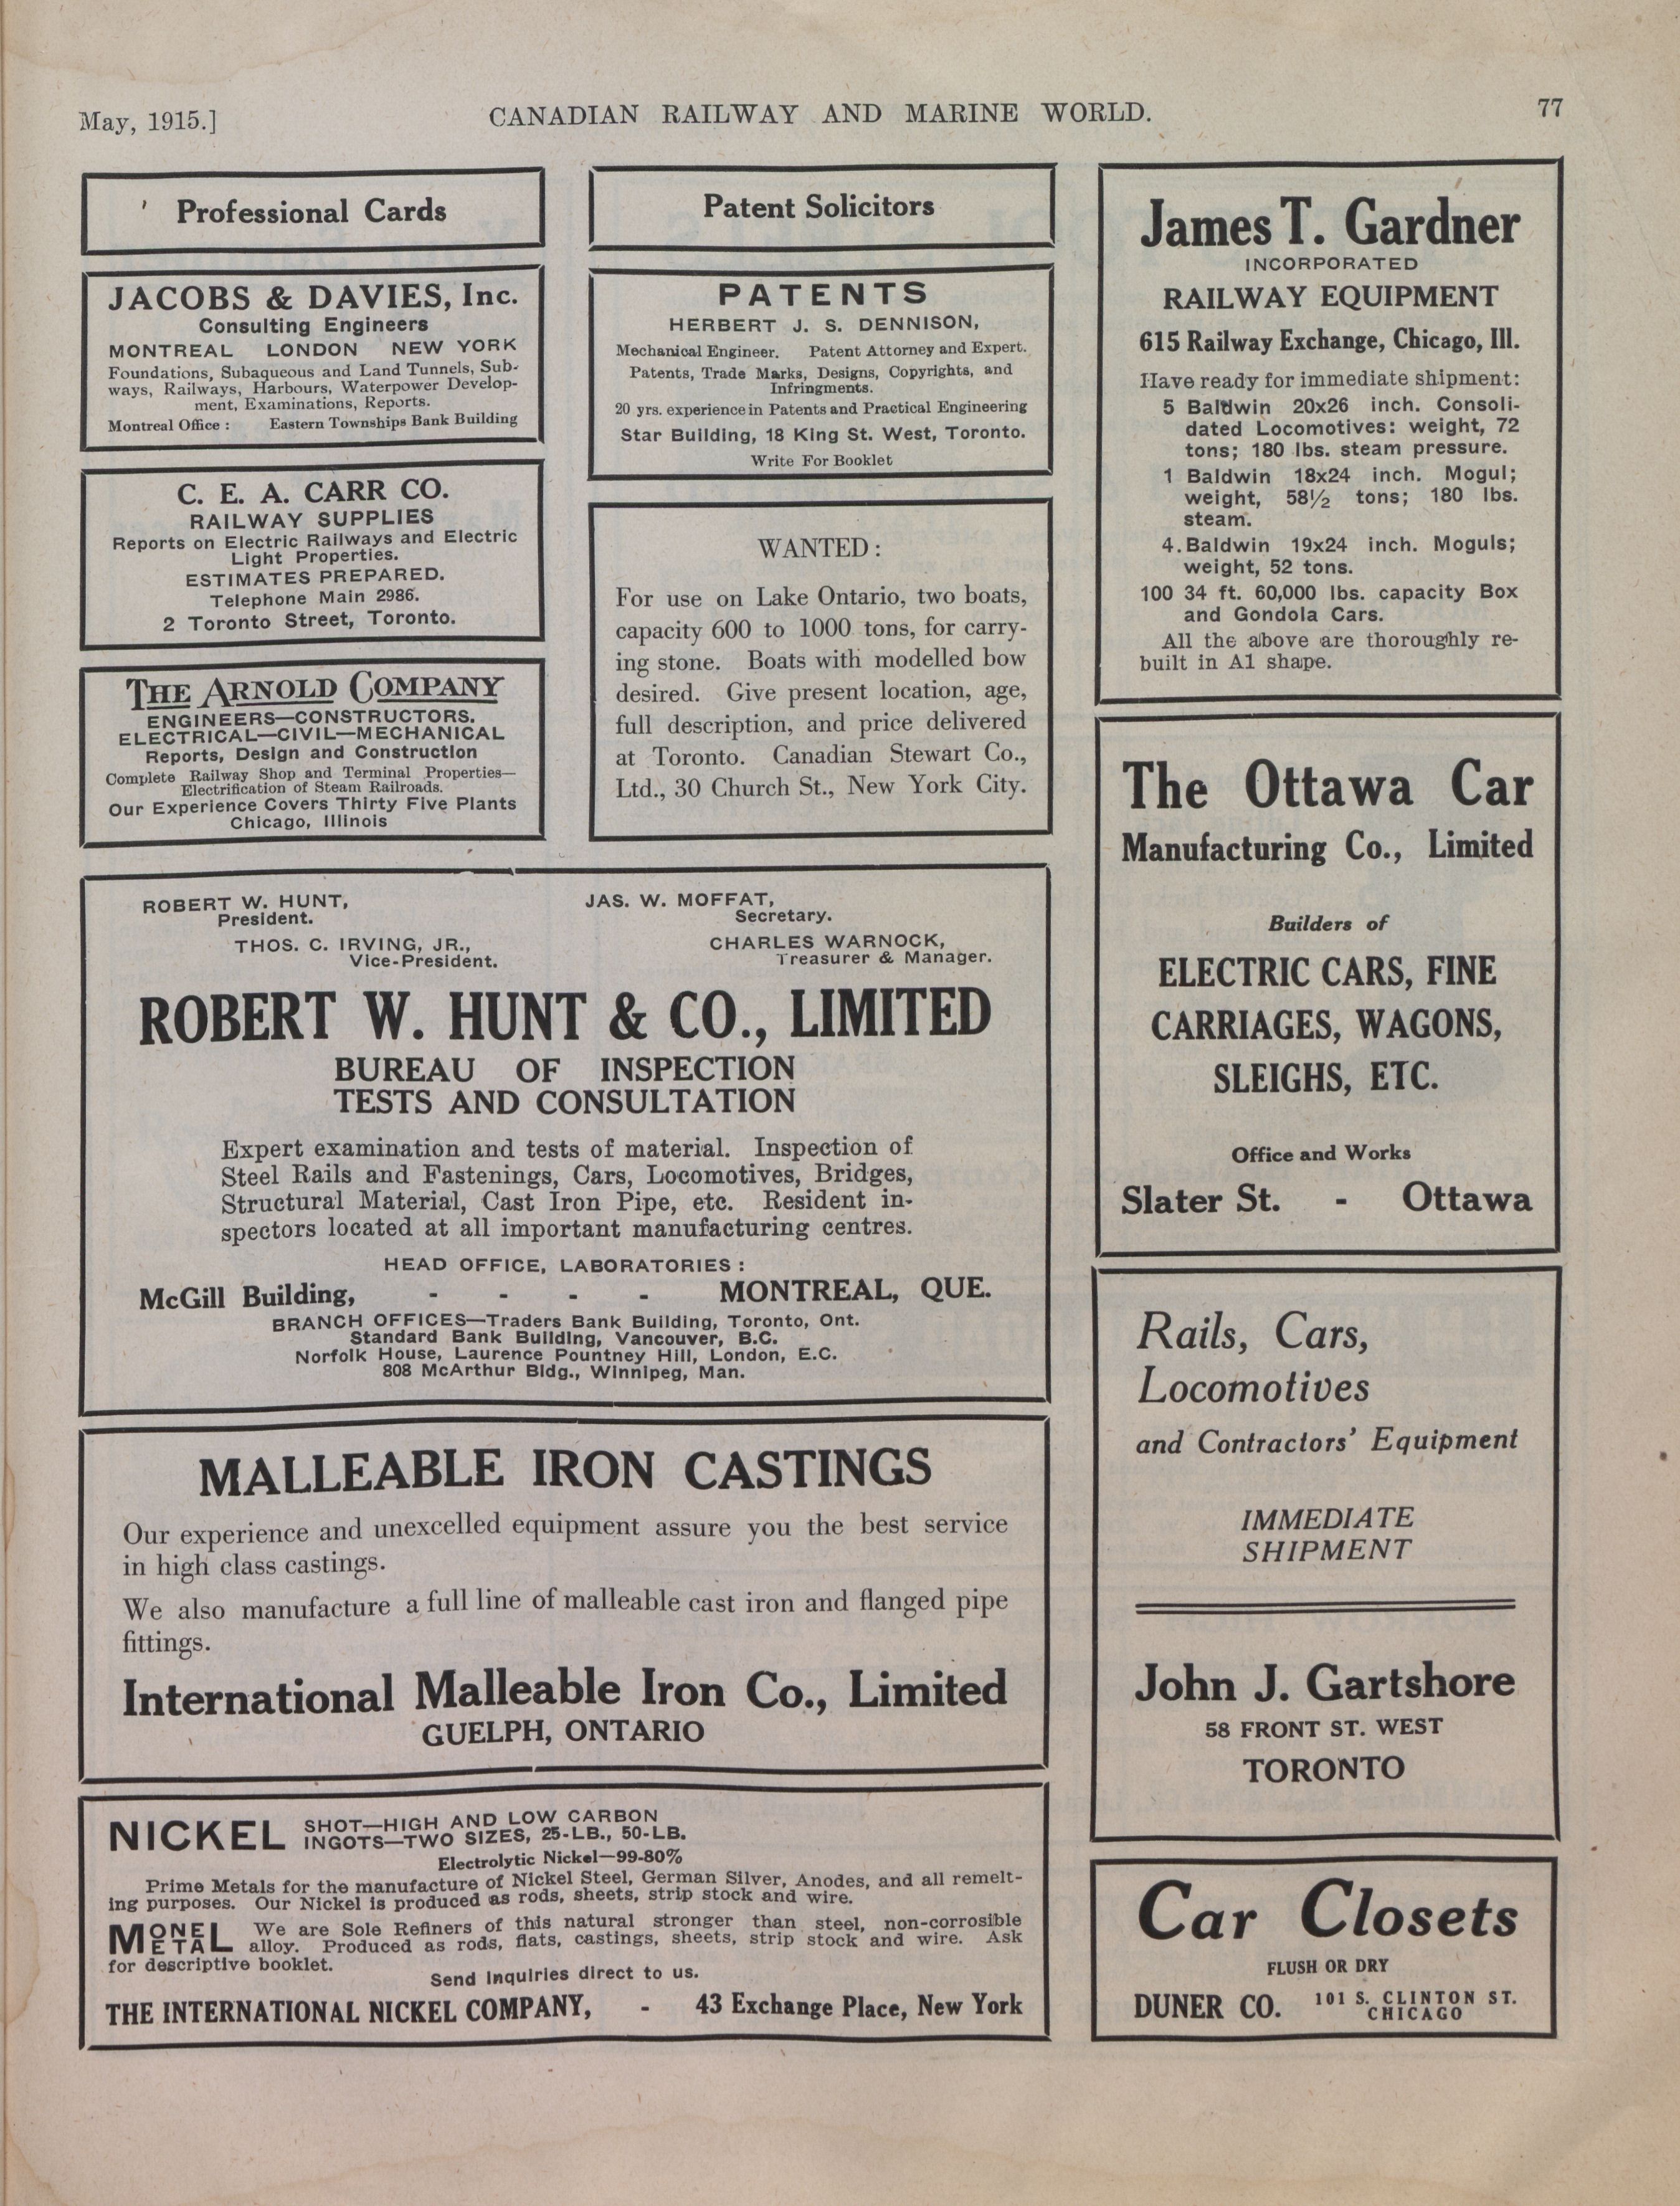 May, 1915.]
CANADIAN RAILWAY AND MARINE WORLD.
77
Professional Cards
JACOBS & DAVIES, Inc.
Consulting Engineers
MONTREAL LONDON NEW YORK
Foundations, Subaqueous and Land Tunnels, Sub-
ways, Railways, Harbours, Waterpower Develop-
ment, Examinations, Reports.
Montreal Office : Eastern Townships Bank Building
C. E. A. CARR CO.
RAILWAY SUPPLIES
Reports on Electric Railways and Electric
Light Properties.
ESTIMATES PREPARED.
Telephone Main 2986.
2 Toronto Street, Toronto.
THE ARNOLD COMPANY
ENGINEERS—CONSTRUCTORS.
ELECTRICAL—CIVIL—MECHANICAL
Reports, Design and Construction
Complete Railway Shop and Terminal Properties—
Electrification of Steam Railroads.
Our Experience Covers Thirty Five Plants
Chicago, Illinois
Patent Solicitors
PATENTS
HERBERT J. S. DENNISON,
Mechanical Engineer. Patent Attorney and Expert.
Patents, Trade Marks, Designs, Copyrights, and
Infringments.
20 yrs. experience in Patents and Practical Engineering
Star Building, 18 King St. West, Toronto.
Write For Booklet
WANTED :
For use on Lake Ontario, two boats,
capacity 600 to 1000 tons, for carry-
ing stone. Boats with modelled bow
desired. Give present location, age,
full description, and price delivered
at Toronto. Canadian Stewart Co.,
Ltd., 30 Church St., New York City.
ROBERT W. HUNT,
President.
JAS. W. MOFFAT,
Secretary.
THOS. C. IRVING, JR.,
Vice-President.
CHARLES WARNOCK,
Treasurer & Manager.
ROBERT W. HUNT & CO., LIMITED
BUREAU OF INSPECTION
TESTS AND CONSULTATION
Expert examination and tests of material. Inspection of
Steel Rails and Fastenings, Cars, Locomotives, Bridges,
Structural Material, Cast Iron Pipe, etc. Resident in-
spectors located at all important manufacturing centres.
HEAD OFFICE, LABORATORIES :
McGill Building, - - - - MONTREAL, QUE.
BRANCH OFFICES—Traders Bank Building, Toronto, Ont.
Standard Bank Building, Vancouver, B.C.
Norfolk House, Laurence Pountney Hill, London, E.C.
808 McArthur Bldg., Winnipeg, Man.
MALLEABLE IRON CASTINGS
Our experience and unexcelled equipment assure you the best service
in high class castings.
We also manufacture a full line of malleable cast iron and flanged pipe
fittings.
International Malleable Iron Co., Limited
GUELPH, ONTARIO
NICKEL SHOT—HIGH AND LOW CARBON
INGOTS—TWO SIZES, 25-LB., 50-LB.
Electrolytic Nickel—99-80%
Prime Metals for the manufacture of Nickel Steel, German Silver, Anodes, and all remelt-
ing purposes. Our Nickel is produced as rods, sheets, strip stock and wire.
MONEL METAL We are Sole Refiners of this natural stronger than steel, non-corrosible
alloy. Produced as rods, flats, castings, sheets, strip stock and wire. Ask
for descriptive booklet.
Send Inquiries direct to us.
THE INTERNATIONAL NICKEL COMPANY, - 43 Exchange Place, New York
James T. Gardner
INCORPORATED
RAILWAY EQUIPMENT
615 Railway Exchange, Chicago, Ill.
Have ready for immediate shipment:
5 Baldwin 20x26 inch. Consoli-
dated Locomotives: weight, 72
tons; 180 lbs. steam pressure.
1 Baldwin 18x24 inch. Mogul;
weight, 58½ tons; 180 lbs.
steam.
4. Baldwin 19x24 inch. Moguls;
weight, 52 tons.
100 34 ft. 60,000 lbs. capacity Box
and Gondola Cars.
All the above are thoroughly re-
built in A1 shape.
The Ottawa Car
Manufacturing Co., Limited
Builders of
ELECTRIC CARS, FINE
CARRIAGES, WAGONS,
SLEIGHS, ETC.
Office and Works
Slater St. - Ottawa
Rails, Cars,
Locomotives
and Contractors' Equipment
IMMEDIATE
SHIPMENT
John J. Gartshore
58 FRONT ST. WEST
TORONTO
Car Closets
FLUSH OR DRY
DUNER CO. 101 S. CLINTON ST.
CHICAGO